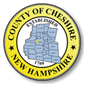 COUNTY OF CHESHIRE
ESTABLISHED
1769
NEW HAMPSHIRE